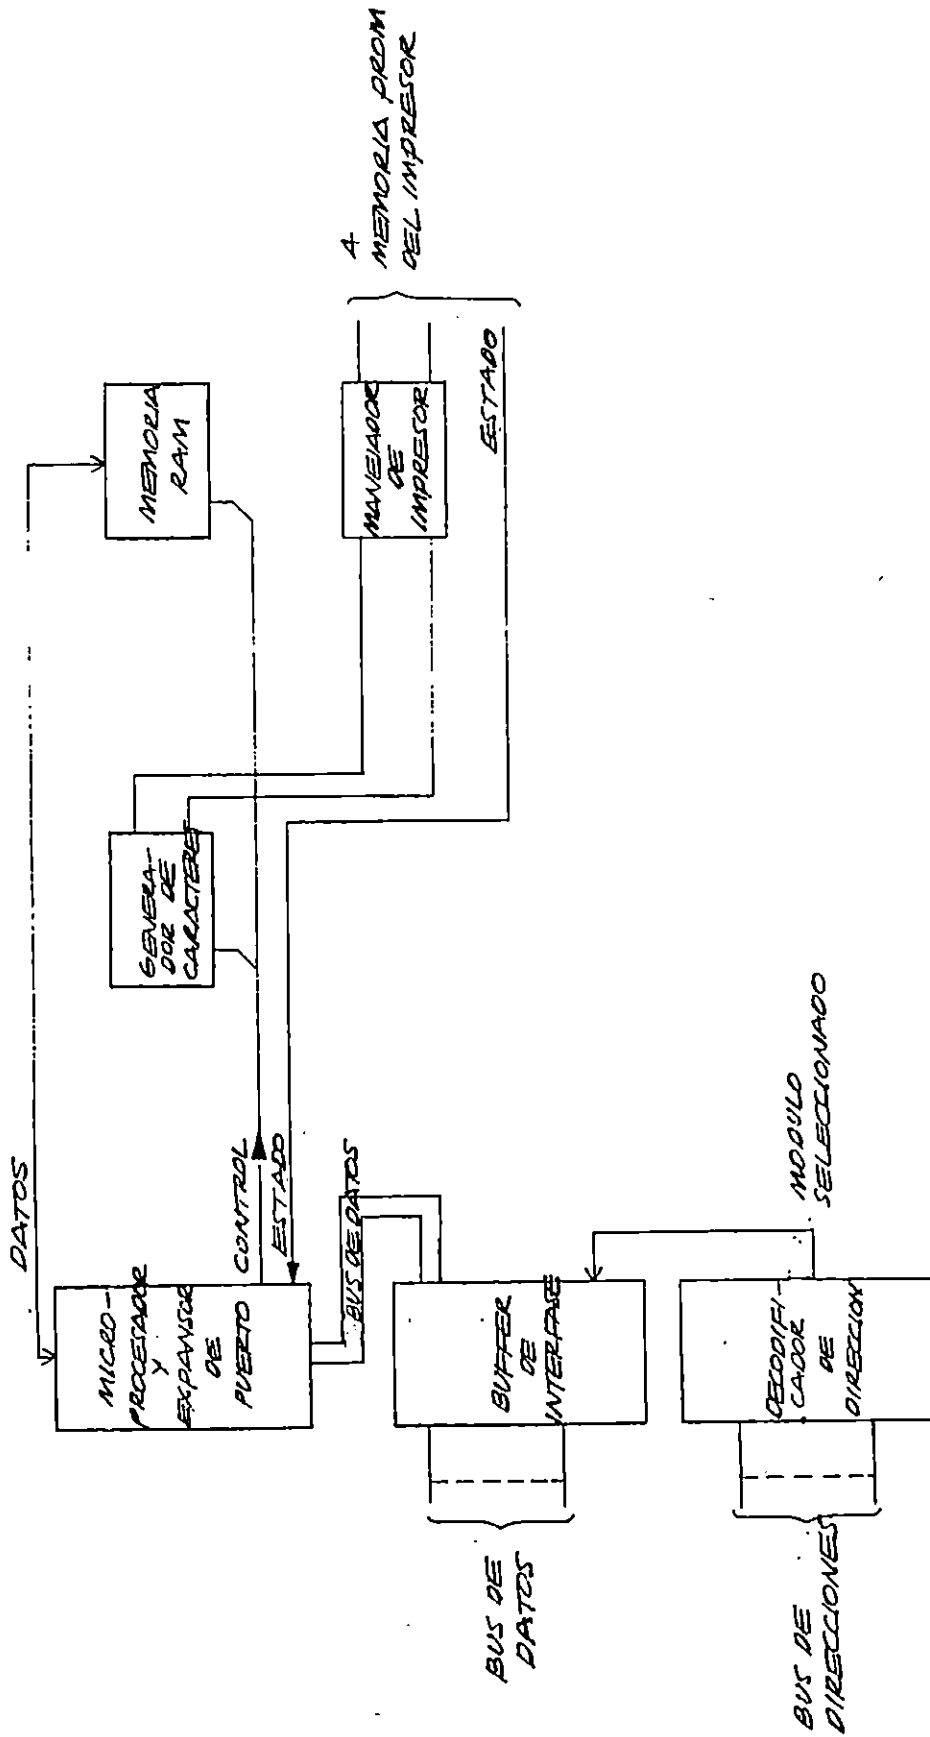 DATOS
MICRO-
PROCESADOR
Y
EXPANSOR
DE
PUERTO
CONTROL
ESTADO
BUS DE DATOS
GENERA-
DOR DE
CARACTERES
MEMORIA
RAM
MANEJADOR
DE
IMPRESOR
ESTADO
4
MEMORIA PROM
DEL IMPRESOR
BUS DE
DATOS
BUFFER
DE
INTERFASE
MODULO
SELECCIONADO
BUS DE
DIRECCIONES
DECODIFI-
CADOR
DE
DIRECCION